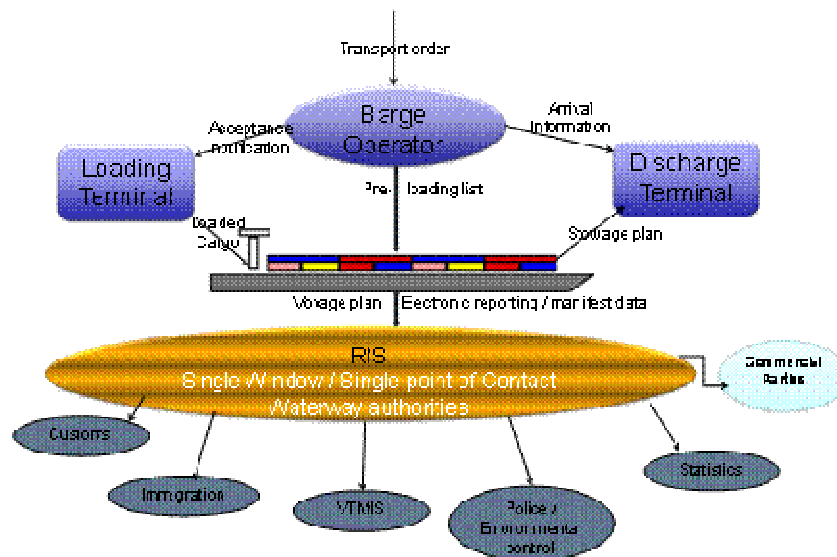 Transport order
Barge
Operator
Acceptance
notification
Arrival
Information
Loading
Terminal
Discharge
Terminal
Pre- loading list
Loaded
Cargo
Stowage plan
Voyage plan Electronic reporting / manifest data
RIS
Single Window / Single point of Contact
Waterway authorities
Commercial
Parties
Customs
Immigration
VTMIS
Police /
Environmental
control
Statistics